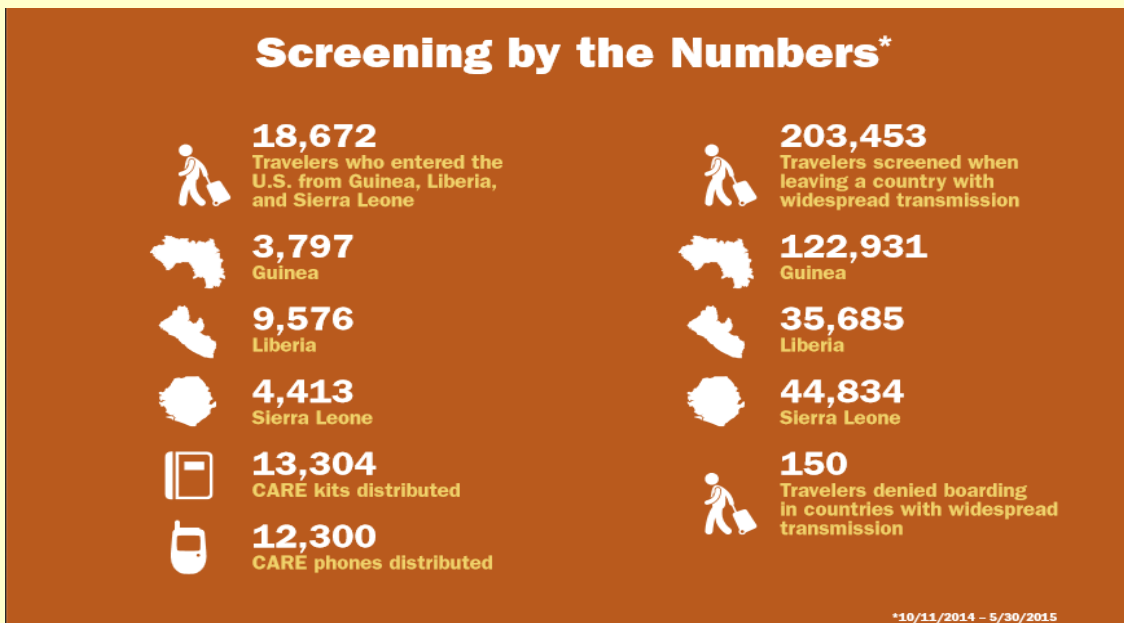 Screening by the Numbers*
18,672
Travelers who entered the
U.S. from Guinea, Liberia,
and Sierra Leone
3,797
Guinea
9,576
Liberia
4,413
Sierra Leone
13,304
CARE kits distributed
12,300
CARE phones distributed
203,453
Travelers screened when
leaving a country with
widespread transmission
122,931
Guinea
35,685
Liberia
44,834
Sierra Leone
150
Travelers denied boarding
in countries with widespread
transmission
*10/11/2014 – 5/30/2015